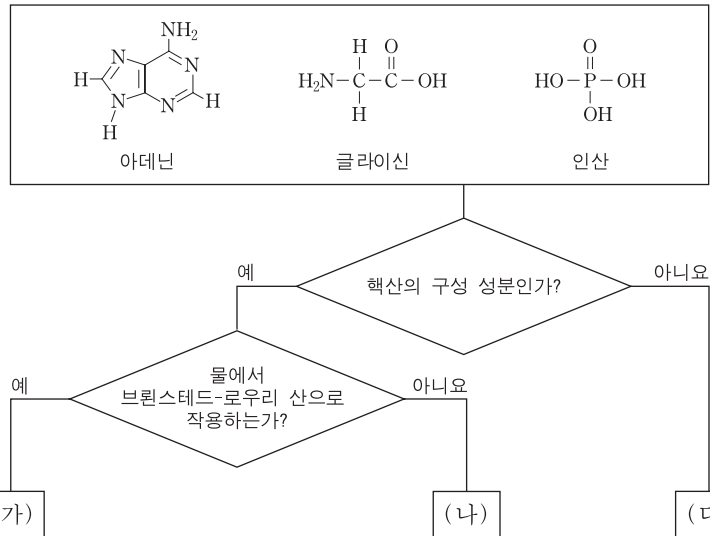 NH₂
N
N
H
N
N
H
H
아데닌
H O
H₂N-C-C-OH
H
글라이신
O
HO-P-OH
OH
인산
핵산의 구성 성분인가?
예
아니요
물에서
브뢴스테드-로우리 산으로
작용하는가?
예
아니요
가)
(나)